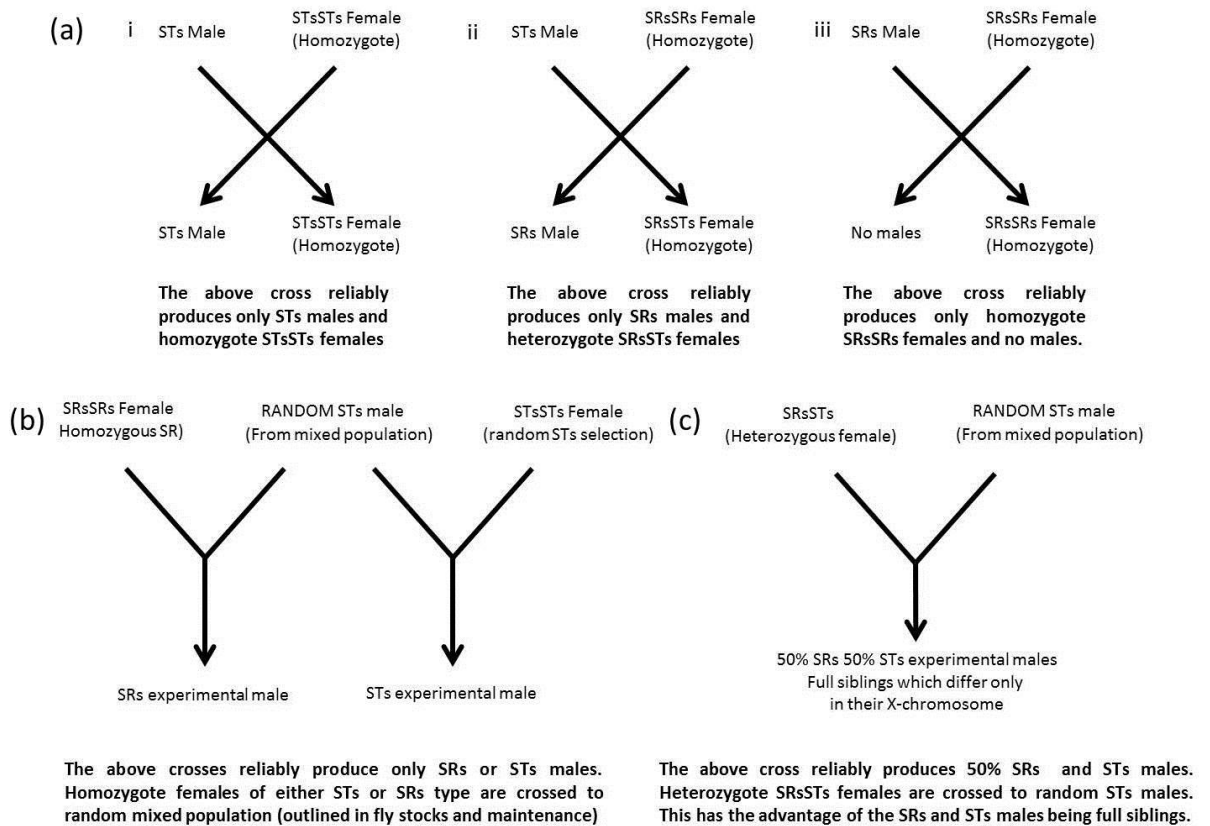 (a)
i
STs Male
STsSTs Female
(Homozygote)
STs Male
STsSTs Female
(Homozygote)
The above cross reliably
produces only STs males and
homozygote STsSTs females
ii
STs Male
SRsSRs Female
(Homozygote)
SRs Male
SRsSTs Female
(Homozygote)
The above cross reliably
produces only SRs males and
heterozygote SRsSTs females
iii
SRs Male
SRsSRs Female
(Homozygote)
No males
SRsSRs Female
(Homozygote)
The above cross reliably
produces only homozygote
SRsSRs females and no males.
(b)
SRsSRs Female
Homozygous SR)
RANDOM STs male
(From mixed population)
STsSTs Female
(random STs selection)
SRs experimental male
STs experimental male
The above crosses reliably produce only SRs or STs males.
Homozygote females of either STs or SRs type are crossed to
random mixed population (outlined in fly stocks and maintenance)
(c)
SRsSTs
(Heterozygous female)
RANDOM STs male
(From mixed population)
50% SRs 50% STs experimental males
Full siblings which differ only
in their X-chromosome
The above cross reliably produces 50% SRs and STs males.
Heterozygote SRsSTs females are crossed to random STs males.
This has the advantage of the SRs and STs males being full siblings.